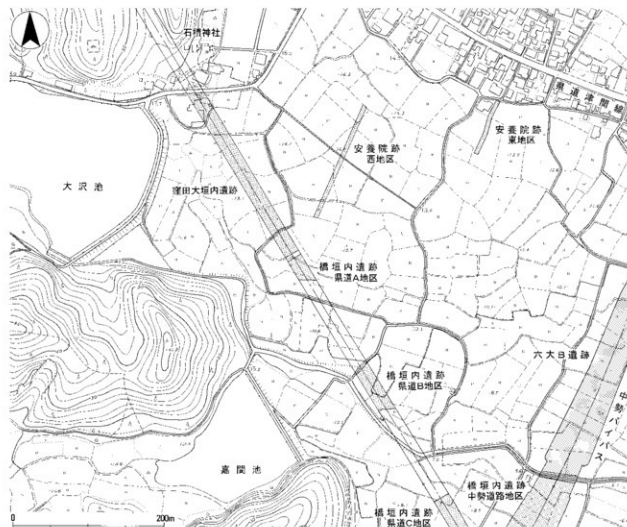 石積神社
県道津関線
安養院跡
西地区
安養院跡
東地区
大沢池
窪田大垣内遺跡
橋垣内遺跡
県道A地区
六大B遺跡
中勢バイパス
橋垣内遺跡
県道B地区
嘉間池
橋垣内遺跡
中勢道路地区
橋垣内遺跡
県道C地区
0
200m